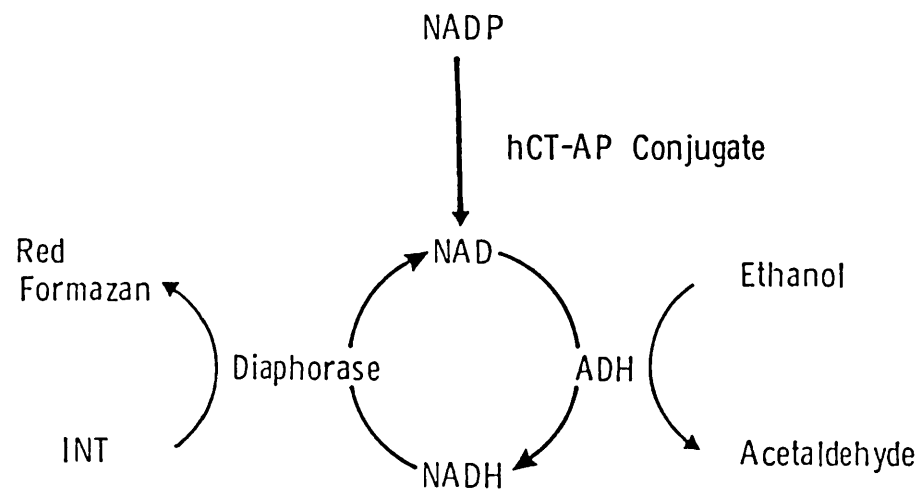 NADP
hCT-AP Conjugate
Red
Formazan
NAD
Ethanol
Diaphorase
ADH
INT
NADH
Acetaldehyde